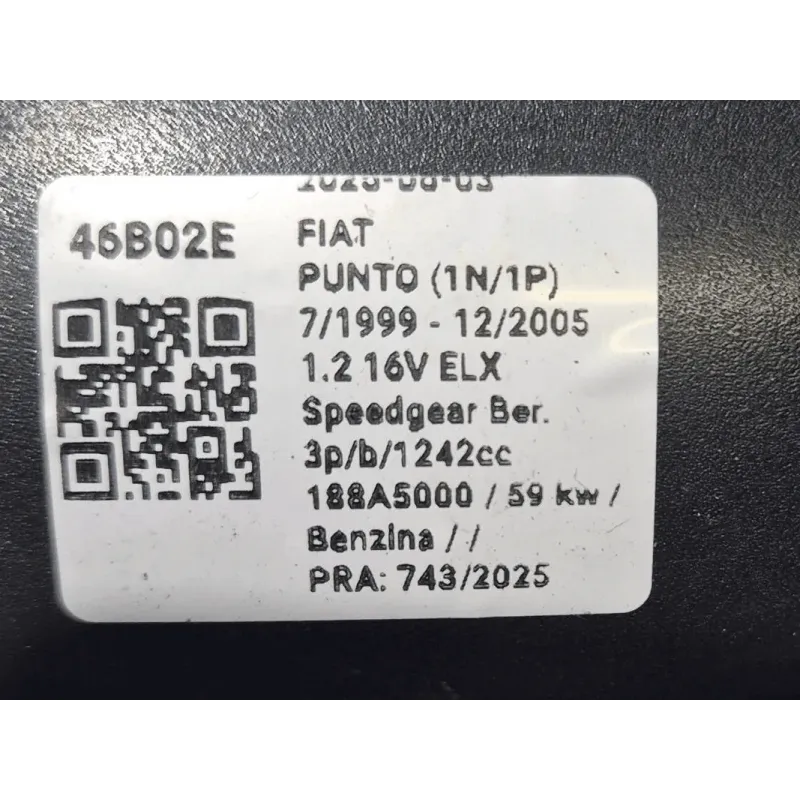 46B02E
FIAT
PUNTO (1N/1P)
7/1999 - 12/2005
1.2 16V ELX
Speedgear Ber.
3p/b/1242cc
188A5000 / 59 kw /
Benzina / /
PRA: 743/2025